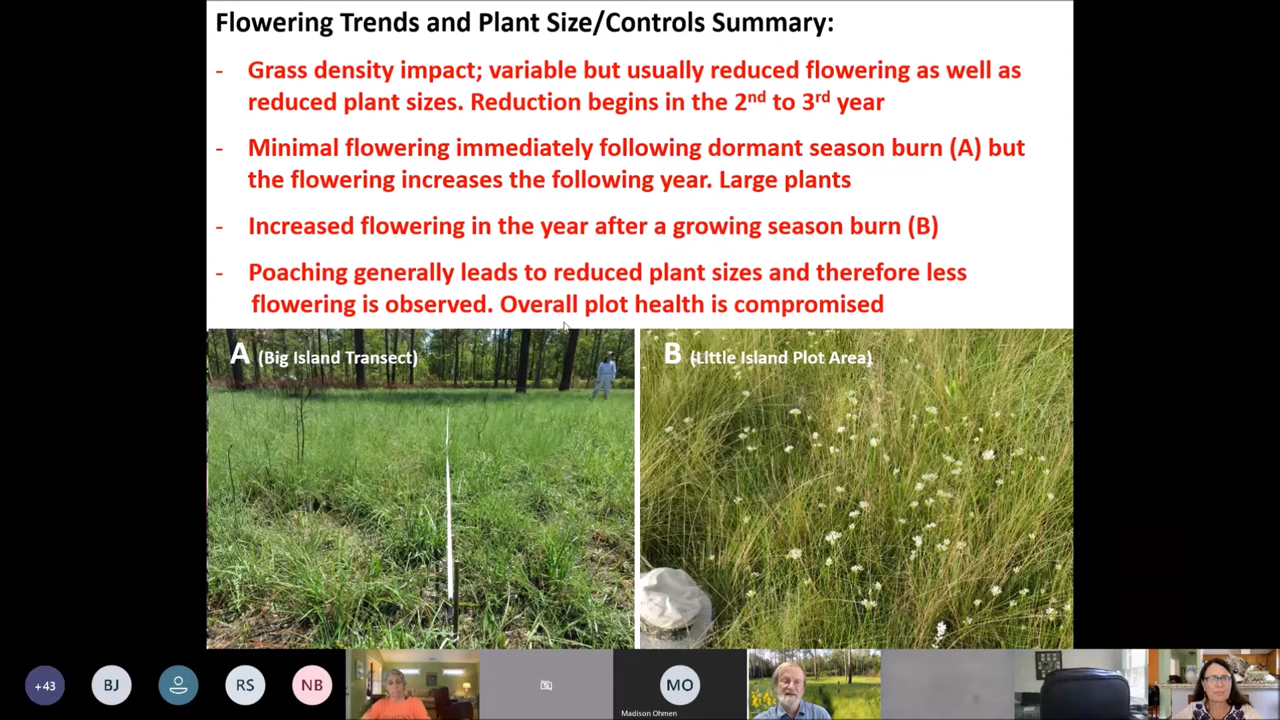 Flowering Trends and Plant Size/Controls Summary:
- Grass density impact; variable but usually reduced flowering as well as
reduced plant sizes. Reduction begins in the 2nd to 3rd year
- Minimal flowering immediately following dormant season burn (A) but
the flowering increases the following year. Large plants
- Increased flowering in the year after a growing season burn (B)
- Poaching generally leads to reduced plant sizes and therefore less
flowering is observed. Overall plot health is compromised
A (Big Island Transect)
B (Little Island Plot Area)
+43
BJ
RS
NB
MO
Madison Ohmen